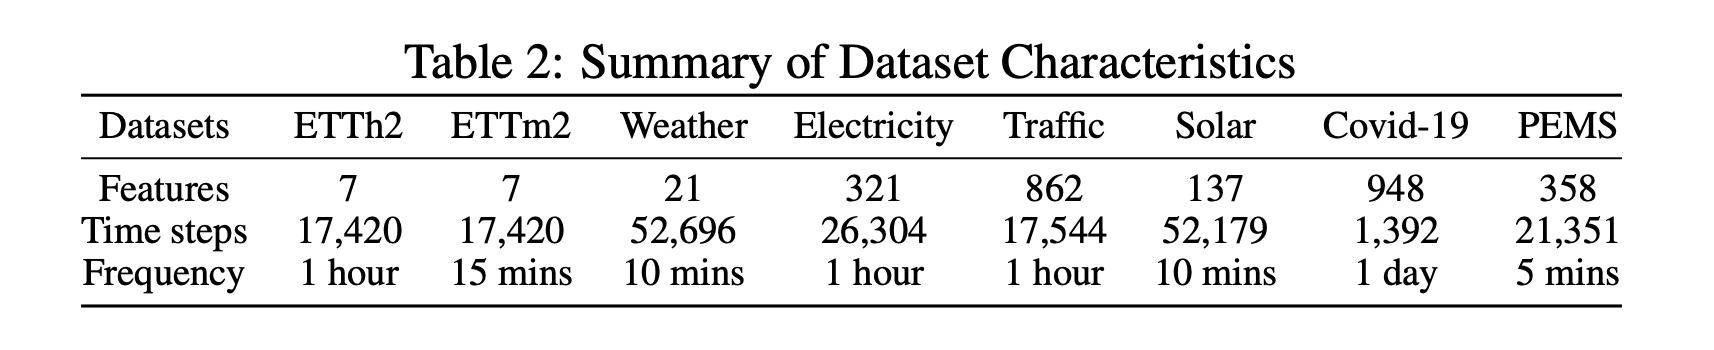 Table 2: Summary of Dataset Characteristics
Datasets ETTh2 ETTm2 Weather Electricity Traffic Solar Covid-19 PEMS
Features 7 7 21 321 862 137 948 358
Time steps 17,420 17,420 52,696 26,304 17,544 52,179 1,392 21,351
Frequency 1 hour 15 mins 10 mins 1 hour 1 hour 10 mins 1 day 5 mins